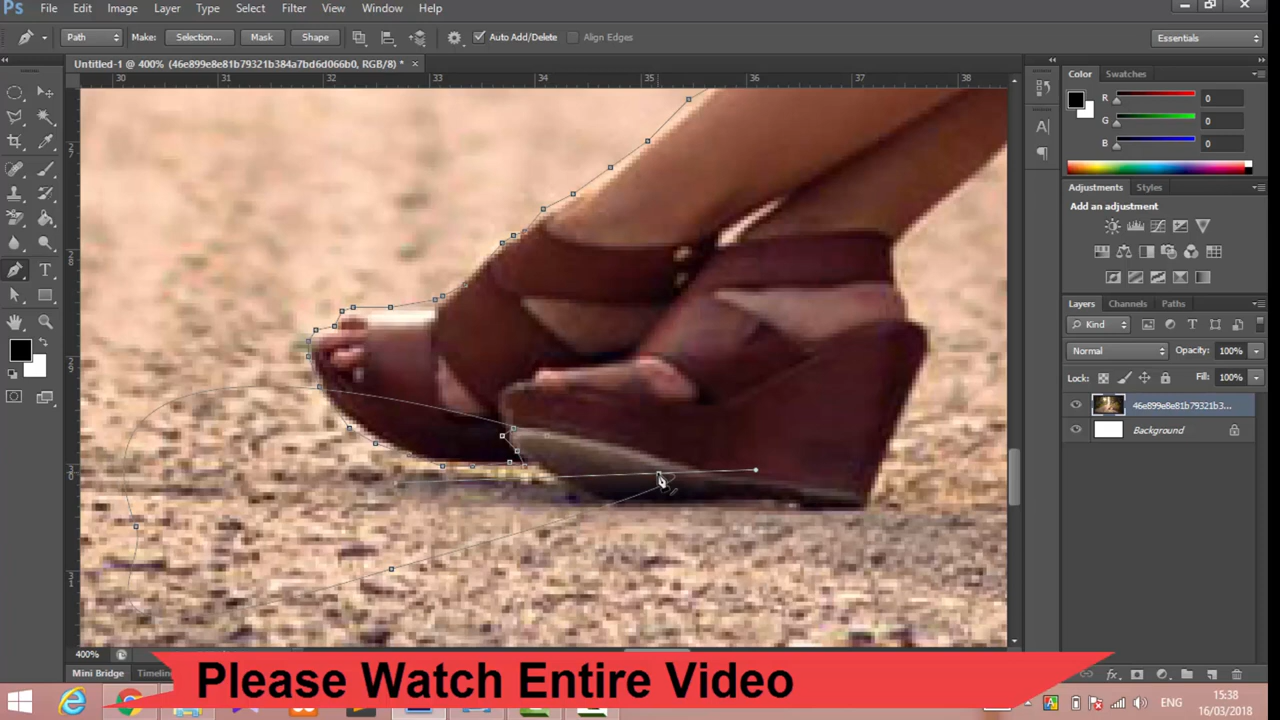 Ps File Edit Image Layer Type Select Filter View Window Help
Path Make: Selection... Mask Shape Auto Add/Delete Align Edges Essentials
Untitled-1 @ 400% (46e899e8e81b79321b384a7bd6d066b0, RGB/8) * ×
30 31 32 33 34 35 36 37 38
Color Swatches
R 0
G 0
B 0
Adjustments Styles
Add an adjustment
Layers Channels Paths
Kind
Normal Opacity: 100%
Lock: Fill: 100%
46e899e8e81b79321b3...
Background
400%
Mini Bridge Timeline
Please Watch Entire Video
ENG
15:38
16/03/2018